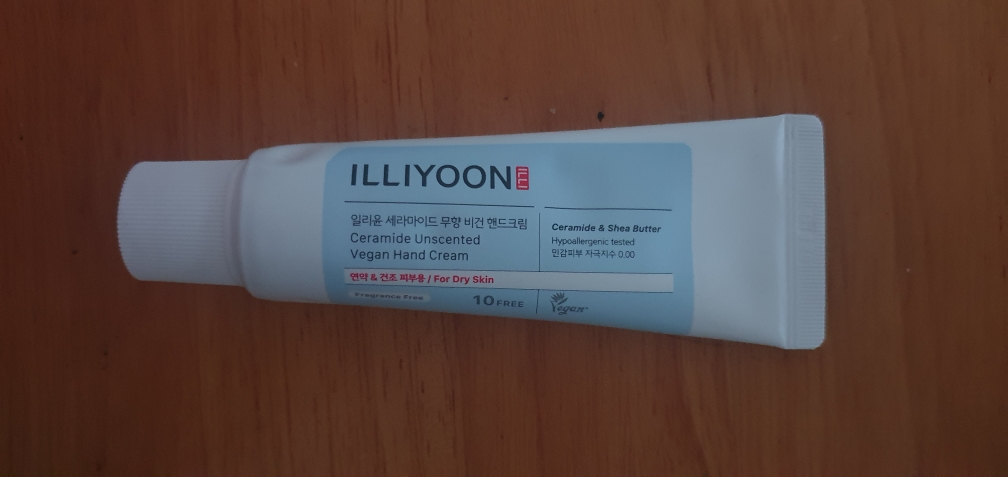 ILLIYOON ILLI
일리윤 세라마이드 무향 비건 핸드크림
Ceramide Unscented
Vegan Hand Cream
Ceramide & Shea Butter
Hypoallergenic tested
민감피부 자극지수 0.00
연약 & 건조 피부용 / For Dry Skin
Fragrance Free
10 FREE
Vegan